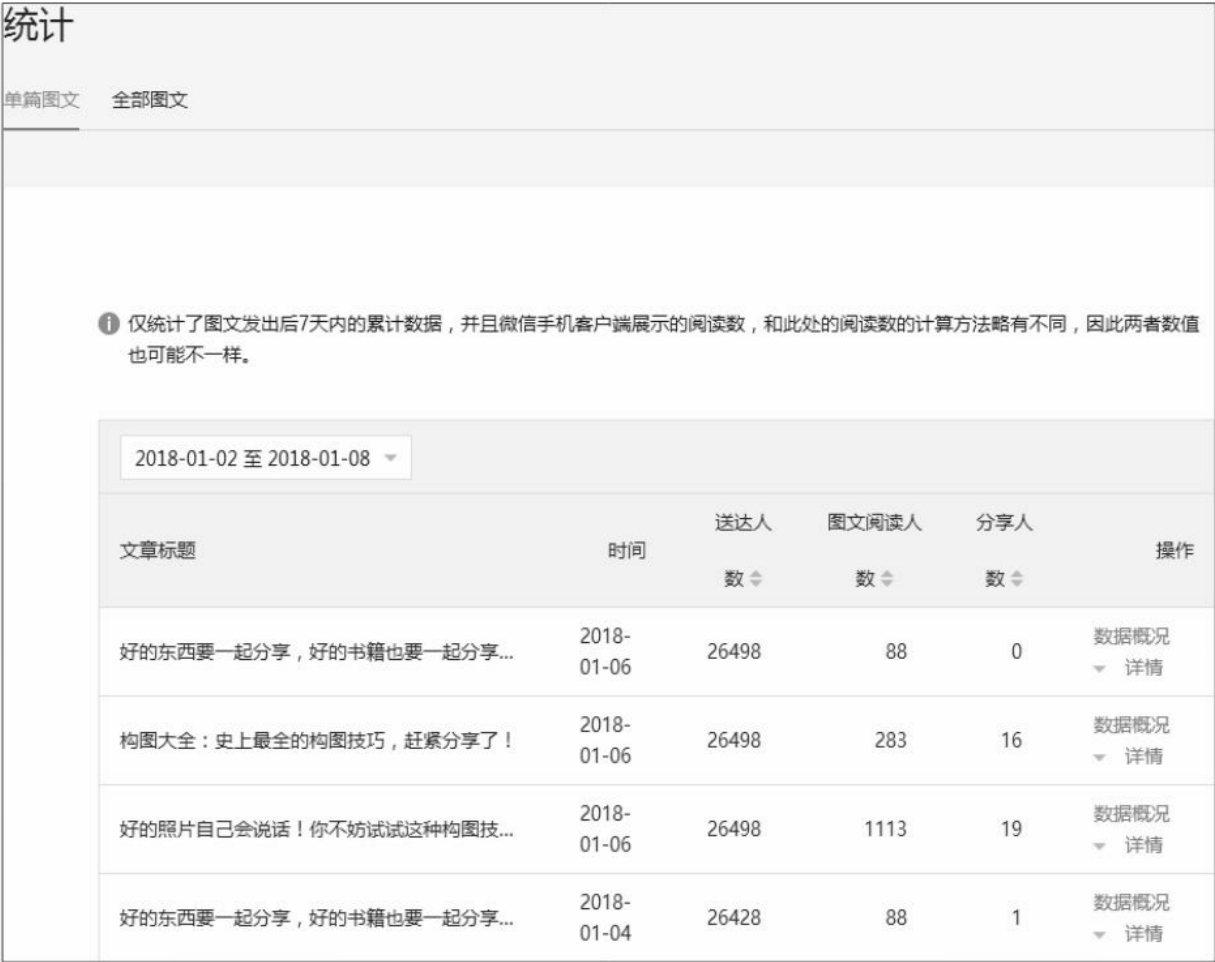 统计
单篇图文 全部图文
仅统计了图文发出后7天内的累计数据，并且微信手机客户端展示的阅读数，和此处的阅读数的计算方法略有不同，因此两者数值
也可能不一样。
2018-01-02 至 2018-01-08
文章标题 时间 送达人数 图文阅读人数 分享人数 操作
好的东西要一起分享，好的书籍也要一起分享... 2018-01-06 26498 88 0 数据概况 详情
构图大全：史上最全的构图技巧，赶紧分享了！ 2018-01-06 26498 283 16 数据概况 详情
好的照片自己会说话！你不妨试试这种构图技... 2018-01-06 26498 1113 19 数据概况 详情
好的东西要一起分享，好的书籍也要一起分享... 2018-01-04 26428 88 1 数据概况 详情